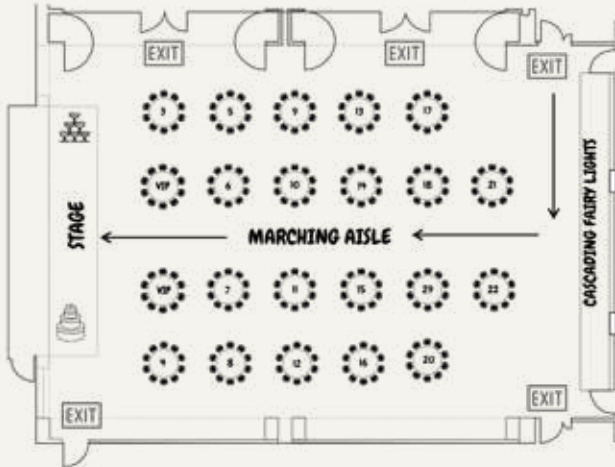 EXIT
EXIT
EXIT
3 5 9 13 17
VIP 6 10 14 18 21
STAGE
MARCHING AISLE
CASCADING FAIRY LIGHTS
VIP 7 11 15 29 22
4 8 12 16 20
EXIT
EXIT